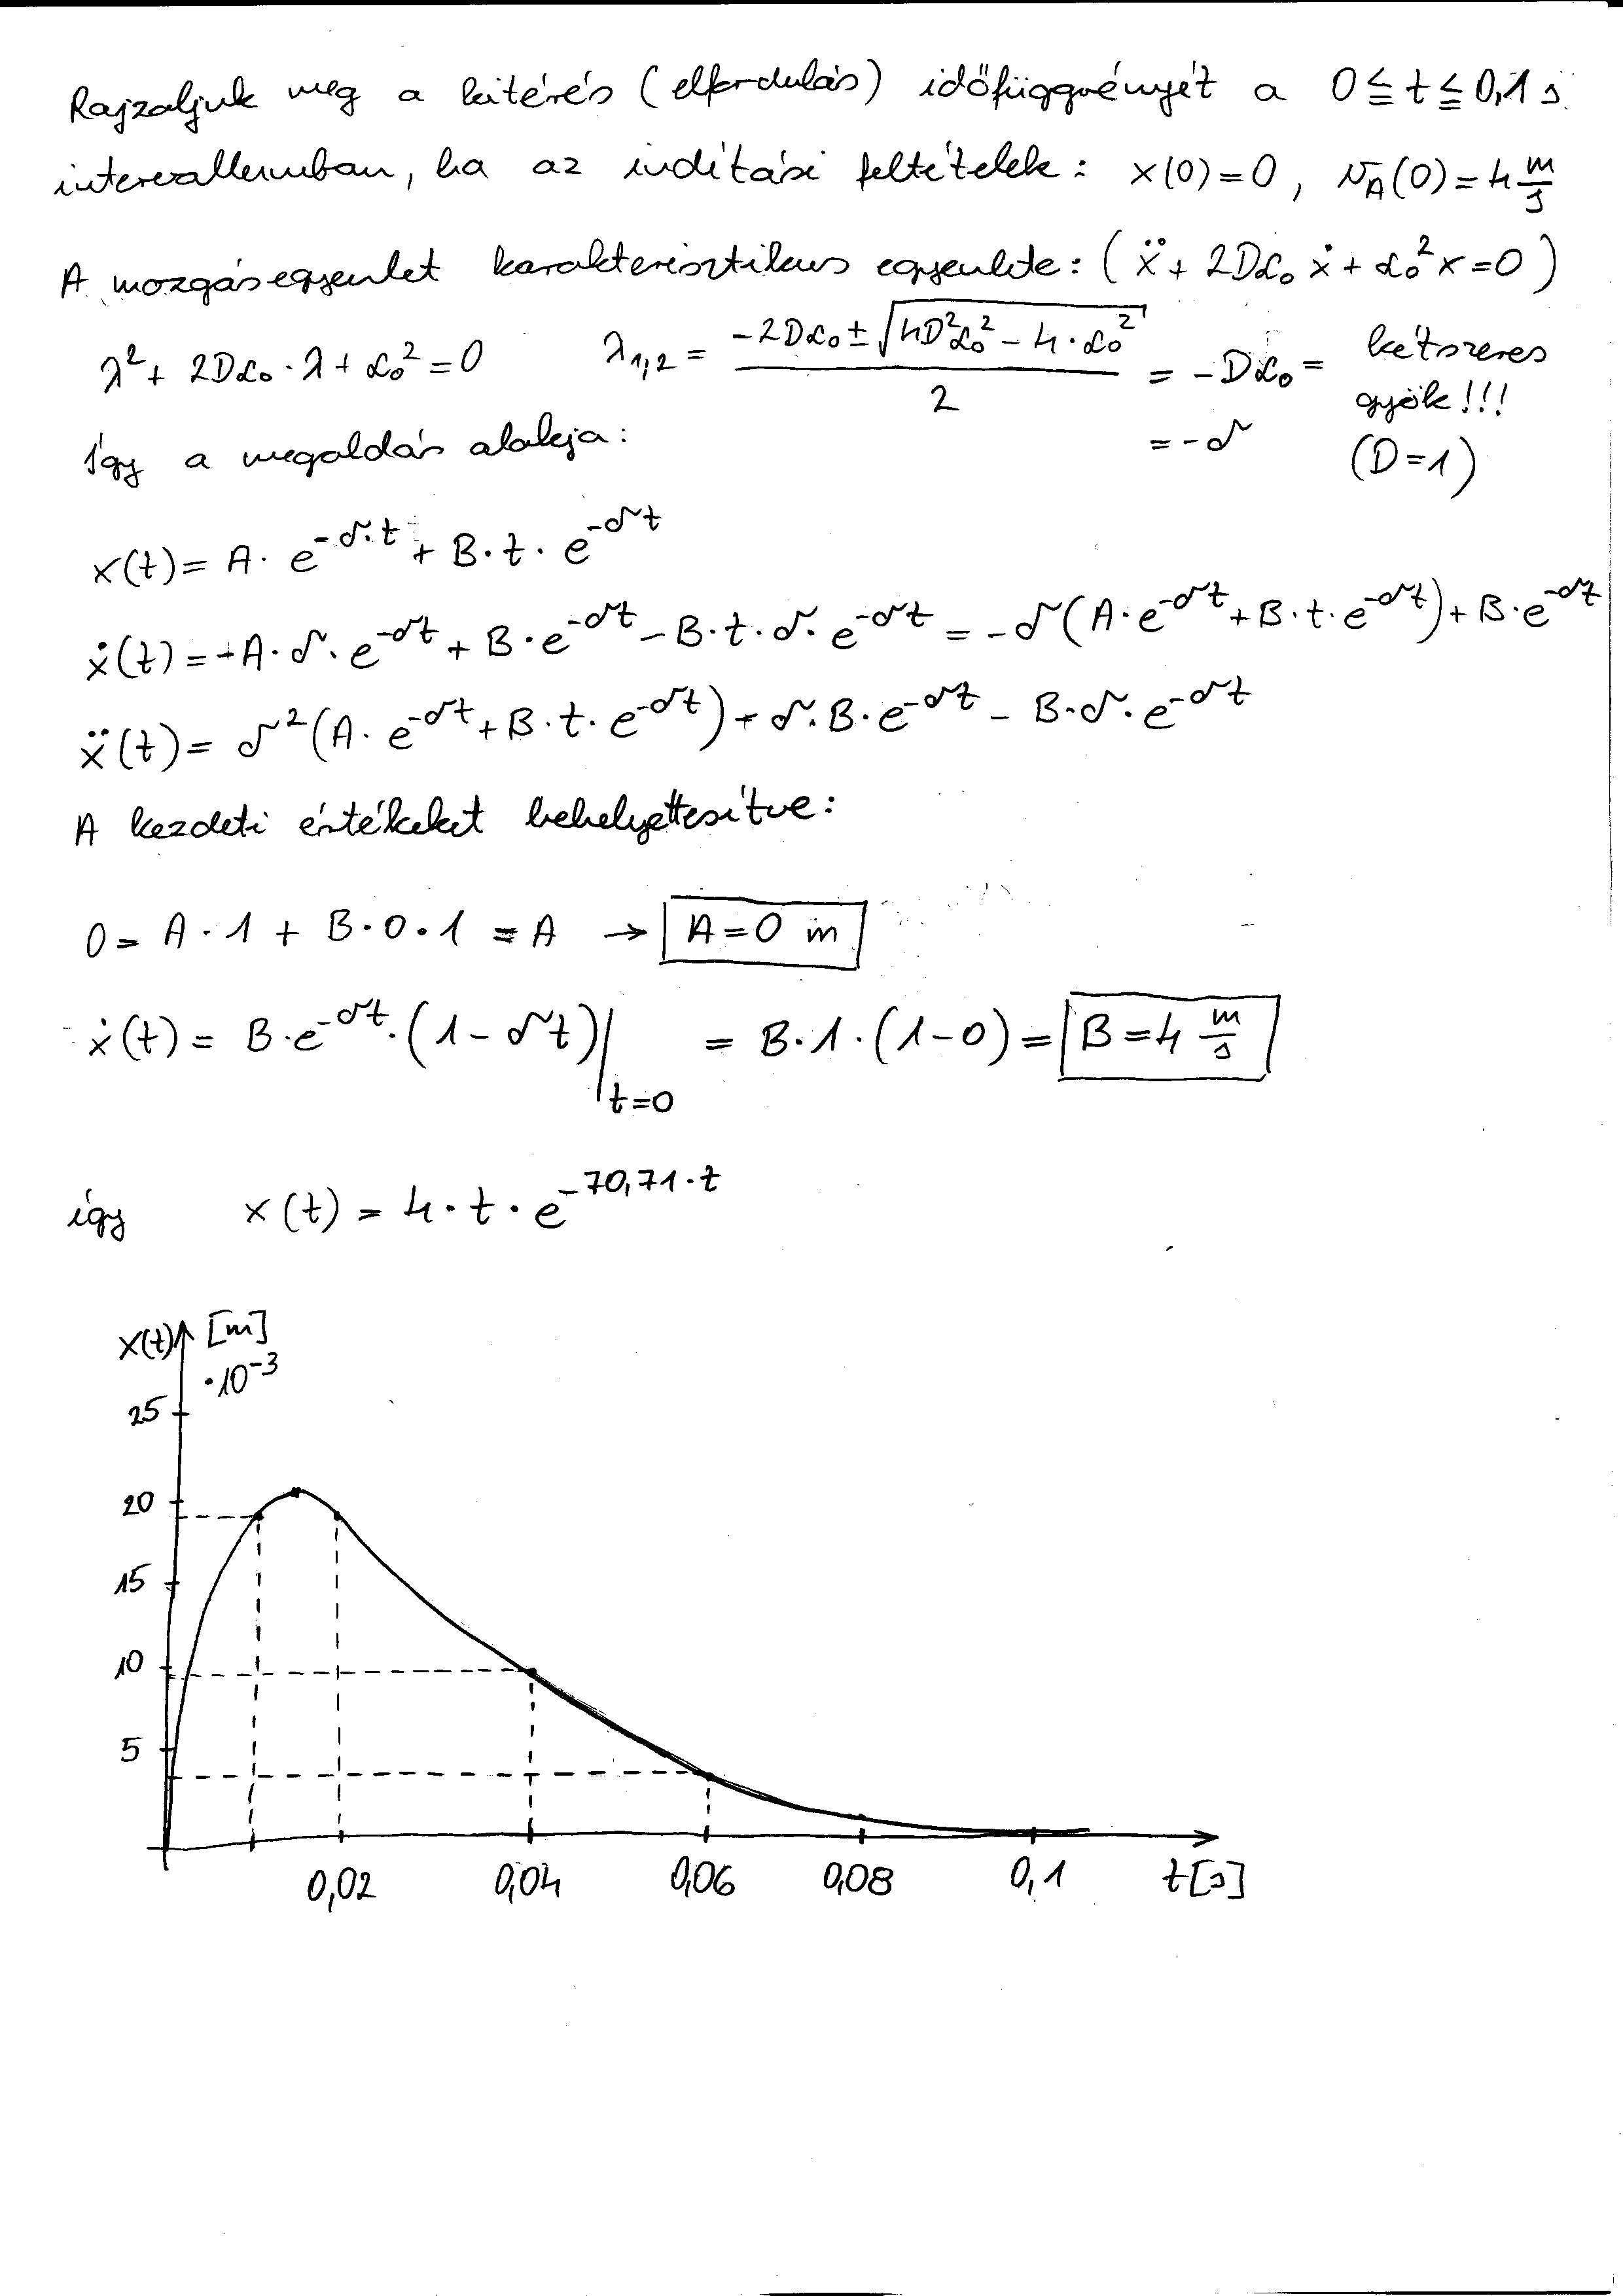 Rajzoljuk meg a kitérés (elfordulás) időfüggvényét a 0 ≦ t ≦ 0,1 s
intervallumban, ha az indítási feltételek: x(0)=0, v_A(0)=4 m/s
A mozgásegyenlet karakterisztikus egyenlete: (ẍ + 2Dα₀ẋ + α₀²x=0)
λ² + 2Dα₀·λ + α₀² = 0    λ₁,₂ = (-2Dα₀ ± √(4D²α₀² - 4·α₀²))/2 = -Dα₀ = kétszeres gyök!!!
= -δ (D=1)
Így a megoldás alakja:
x(t) = A·e^(-δ·t) + B·t·e^(-δt)
ẋ(t) = -A·δ·e^(-δt) + B·e^(-δt) - B·t·δ·e^(-δt) = -δ(A·e^(-δt) + B·t·e^(-δt)) + B·e^(-δt)
ẍ(t) = δ²(A·e^(-δt) + B·t·e^(-δt)) - δ·B·e^(-δt) - B·δ·e^(-δt)
A kezdeti értékeket behelyettesítve:
0 = A·1 + B·0·1 = A → A=0 m
ẋ(t) = B·e^(-δt)·(1-δt)|t=0 = B·1·(1-0) = B=4 m/s
így x(t) = 4·t·e^(-70,71·t)
x(t) [m]
·10⁻³
25
20
15
10
5
0,02 0,04 0,06 0,08 0,1 t[s]